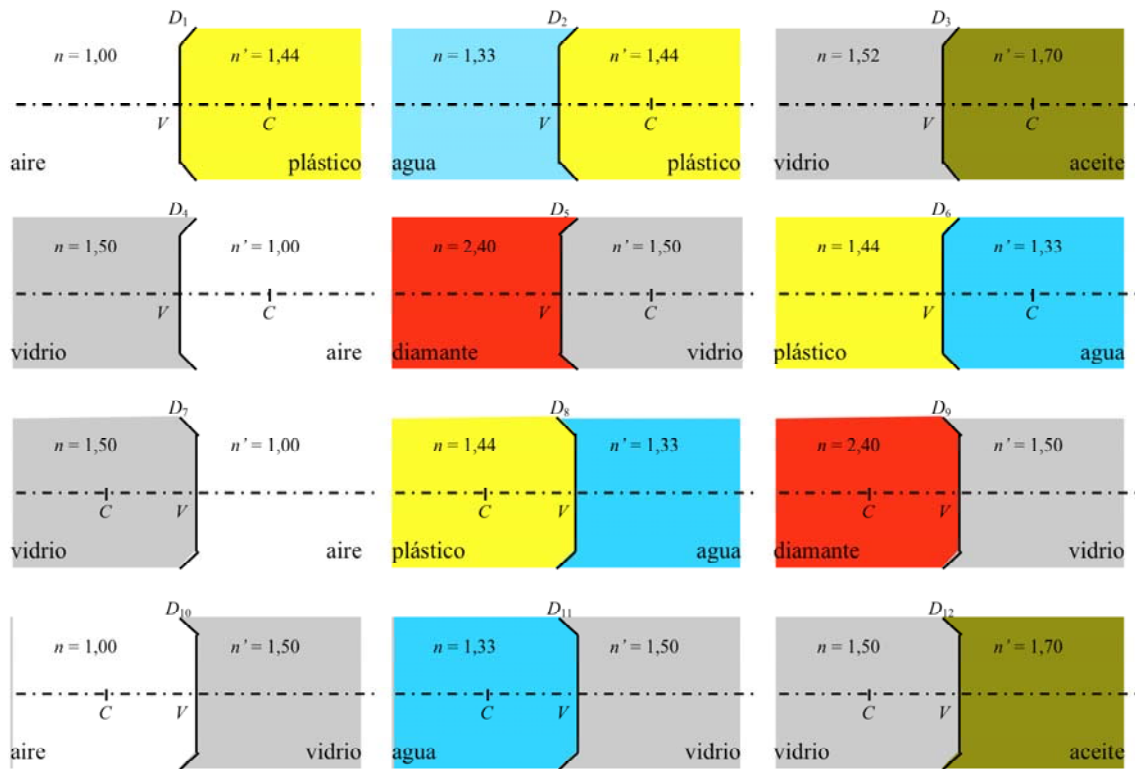 D₁ D₂ D₃
n = 1,00 n’ = 1,44 n = 1,33 n’ = 1,44 n = 1,52 n’ = 1,70
V C V C V C
aire plástico agua plástico vidrio aceite
D₄ D₅ D₆
n = 1,50 n’ = 1,00 n = 2,40 n’ = 1,50 n = 1,44 n’ = 1,33
V C V C V C
vidrio aire diamante vidrio plástico agua
D₇ D₈ D₉
n = 1,50 n’ = 1,00 n = 1,44 n’ = 1,33 n = 2,40 n’ = 1,50
C V C V C V
vidrio aire plástico agua diamante vidrio
D₁₀ D₁₁ D₁₂
n = 1,00 n’ = 1,50 n = 1,33 n’ = 1,50 n = 1,50 n’ = 1,70
C V C V C V
aire vidrio agua vidrio vidrio aceite